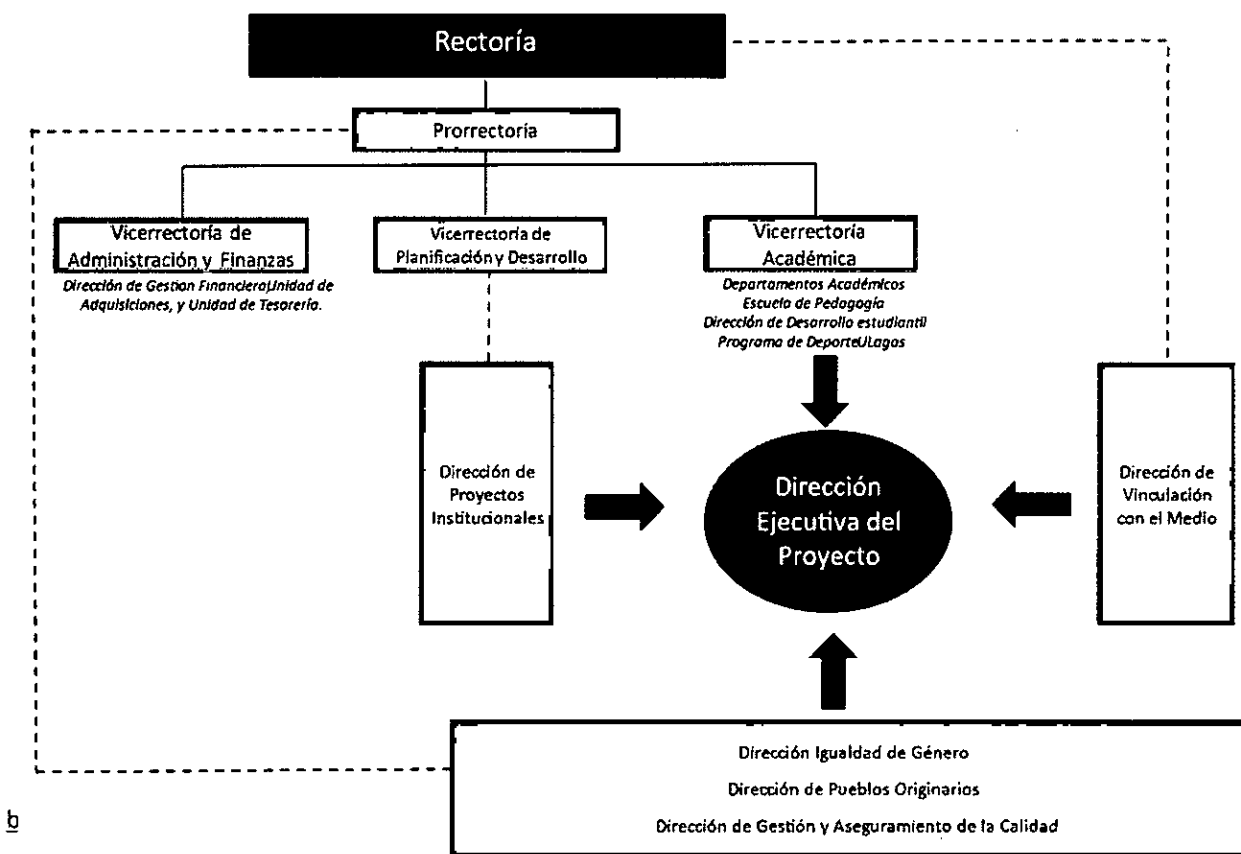 Rectoría
Prorrectoría
Vicerrectoría de
Administración y Finanzas
Dirección de Gestion Financiera,Unidad de
Adquisiciones, y Unidad de Tesorería.
Vicerrectoría de
Planificación y Desarrollo
Vicerrectoría
Académica
Departamentos Académicos
Escuela de Pedagogía
Dirección de Desarrollo estudiantil
Programa de DeporteULagos
Dirección de
Proyectos
Institucionales
Dirección
Ejecutiva del
Proyecto
Dirección de
Vinculación
con el Medio
Dirección Igualdad de Género
Dirección de Pueblos Originarios
Dirección de Gestión y Aseguramiento de la Calidad
b